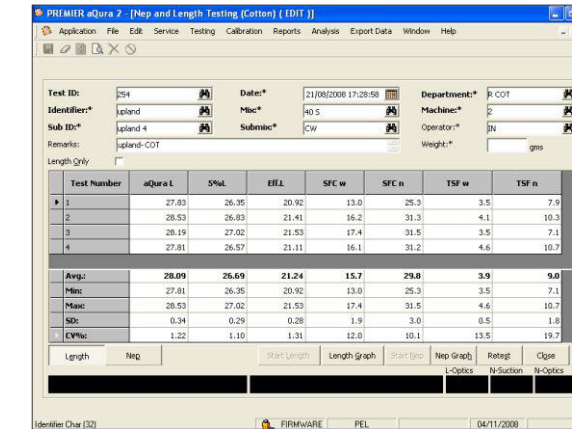 PREMIER aQura 2 - [Nep and Length Testing (Cotton) ( EDIT )]
Application File Edit Service Testing Calibration Reports Analysis Export Data Window Help
Test ID: 254 Date:* 21/08/2008 17:28:58 Department:* R COT
Identifier:* upland Mix:* 40 S Machine:* 2
Sub ID:* upland 4 Submix:* CW Operator:* IN
Remarks: upland-COT Weight:* gms
Length Only
Test Number aQura L 5%L Eff.L SFC w SFC n TSF w TSF n
1 27.83 26.35 20.92 13.0 25.3 3.5 7.9
2 28.53 26.83 21.41 16.2 31.3 4.1 10.3
3 28.19 27.02 21.53 17.4 31.5 3.5 7.1
4 27.81 26.57 21.11 16.1 31.2 4.6 10.7
Avg.: 28.09 26.69 21.24 15.7 29.8 3.9 9.0
Min: 27.81 26.35 20.92 13.0 25.3 3.5 7.1
Max: 28.53 27.02 21.53 17.4 31.5 4.6 10.7
SD: 0.34 0.29 0.28 1.9 3.0 0.5 1.8
CV%: 1.22 1.10 1.31 12.0 10.1 13.5 19.7
Length Nep Start Length Length Graph Start Nep Nep Graph Retest Close
L-Optics N-Suction N-Optics
Identifier Char (32) FIRMWARE PEL 04/11/2008